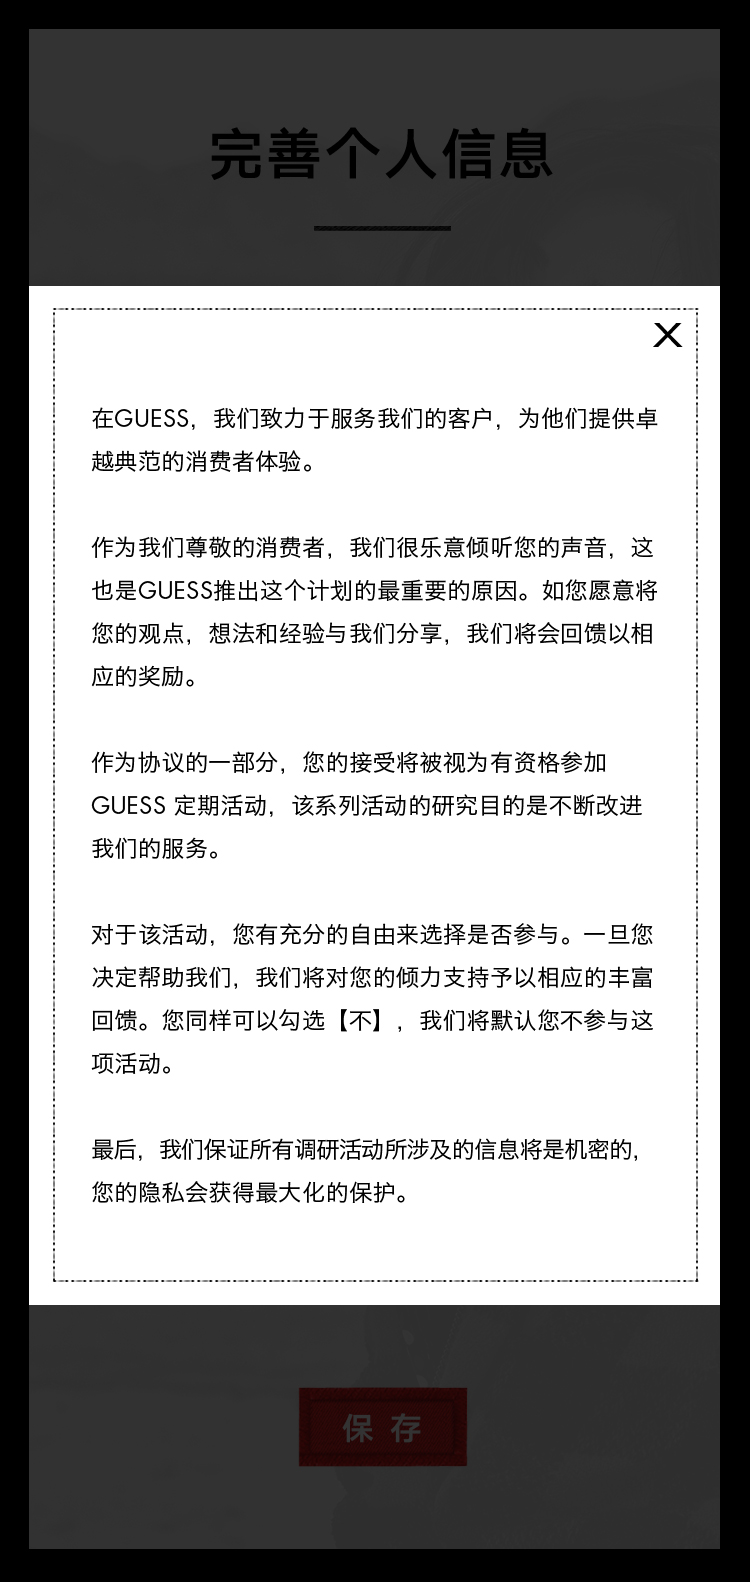 完善个人信息
X
在GUESS，我们致力于服务我们的客户，为他们提供卓
越典范的消费者体验。
作为我们尊敬的消费者，我们很乐意倾听您的声音，这
也是GUESS推出这个计划的最重要的原因。如您愿意将
您的观点，想法和经验与我们分享，我们将会回馈以相
应的奖励。
作为协议的一部分，您的接受将被视为有资格参加
GUESS 定期活动，该系列活动的研究目的是不断改进
我们的服务。
对于该活动，您有充分的自由来选择是否参与。一旦您
决定帮助我们，我们将对您的倾力支持予以相应的丰富
回馈。您同样可以勾选【不】，我们将默认您不参与这
项活动。
最后，我们保证所有调研活动所涉及的信息将是机密的，
您的隐私会获得最大化的保护。
保 存